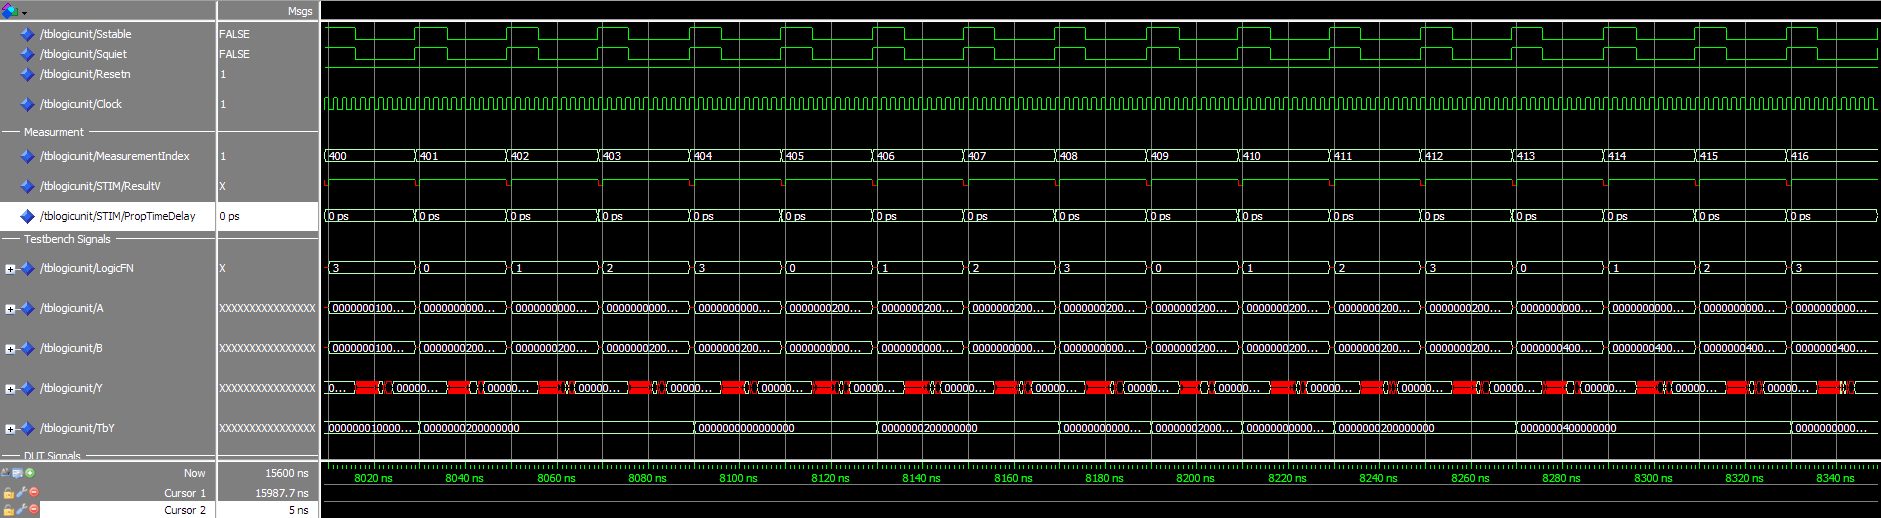 Msgs
/tblogicunit/Sstable FALSE
/tblogicunit/Squiet FALSE
/tblogicunit/Resetn 1
/tblogicunit/Clock 1
Measurment
/tblogicunit/MeasurementIndex 1 400 401 402 403 404 405 406 407 408 409 410 411 412 413 414 415 416
/tblogicunit/STIM/ResultV X
/tblogicunit/STIM/PropTimeDelay 0 ps 0 ps 0 ps 0 ps 0 ps 0 ps 0 ps 0 ps 0 ps 0 ps 0 ps 0 ps 0 ps 0 ps 0 ps 0 ps 0 ps 0 ps
Testbench Signals
/tblogicunit/LogicFN X 3 0 1 2 3 0 1 2 3 0 1 2 3 0 1 2 3
/tblogicunit/A XXXXXXXXXXXXXXXX 0000000100... 0000000000... 0000000000... 0000000000... 0000000000... 0000000200... 0000000200... 0000000200... 0000000200... 0000000200... 0000000200... 0000000200... 0000000200... 0000000000... 0000000000... 0000000000... 0000000000...
/tblogicunit/B XXXXXXXXXXXXXXXX 0000000100... 0000000200... 0000000200... 0000000200... 0000000200... 0000000000... 0000000000... 0000000000... 0000000000... 0000000200... 0000000200... 0000000200... 0000000200... 0000000400... 0000000400... 0000000400... 0000000400...
/tblogicunit/Y XXXXXXXXXXXXXXXX 0... 00000... 00000... 00000... 00000... 00000... 00000... 00000... 00000... 00000... 00000... 00000... 00000... 00000... 00000... 00000... 00000...
/tblogicunit/TbY XXXXXXXXXXXXXXXX 00000010000... 0000000200000000 0000000000000000 0000000200000000 0000000000... 0000000200... 0000000000... 0000000200000000 0000000400000000 0000000000...
DUT Signals
Now 15600 ns 8020 ns 8040 ns 8060 ns 8080 ns 8100 ns 8120 ns 8140 ns 8160 ns 8180 ns 8200 ns 8220 ns 8240 ns 8260 ns 8280 ns 8300 ns 8320 ns 8340 ns
Cursor 1 15987.7 ns
Cursor 2 5 ns